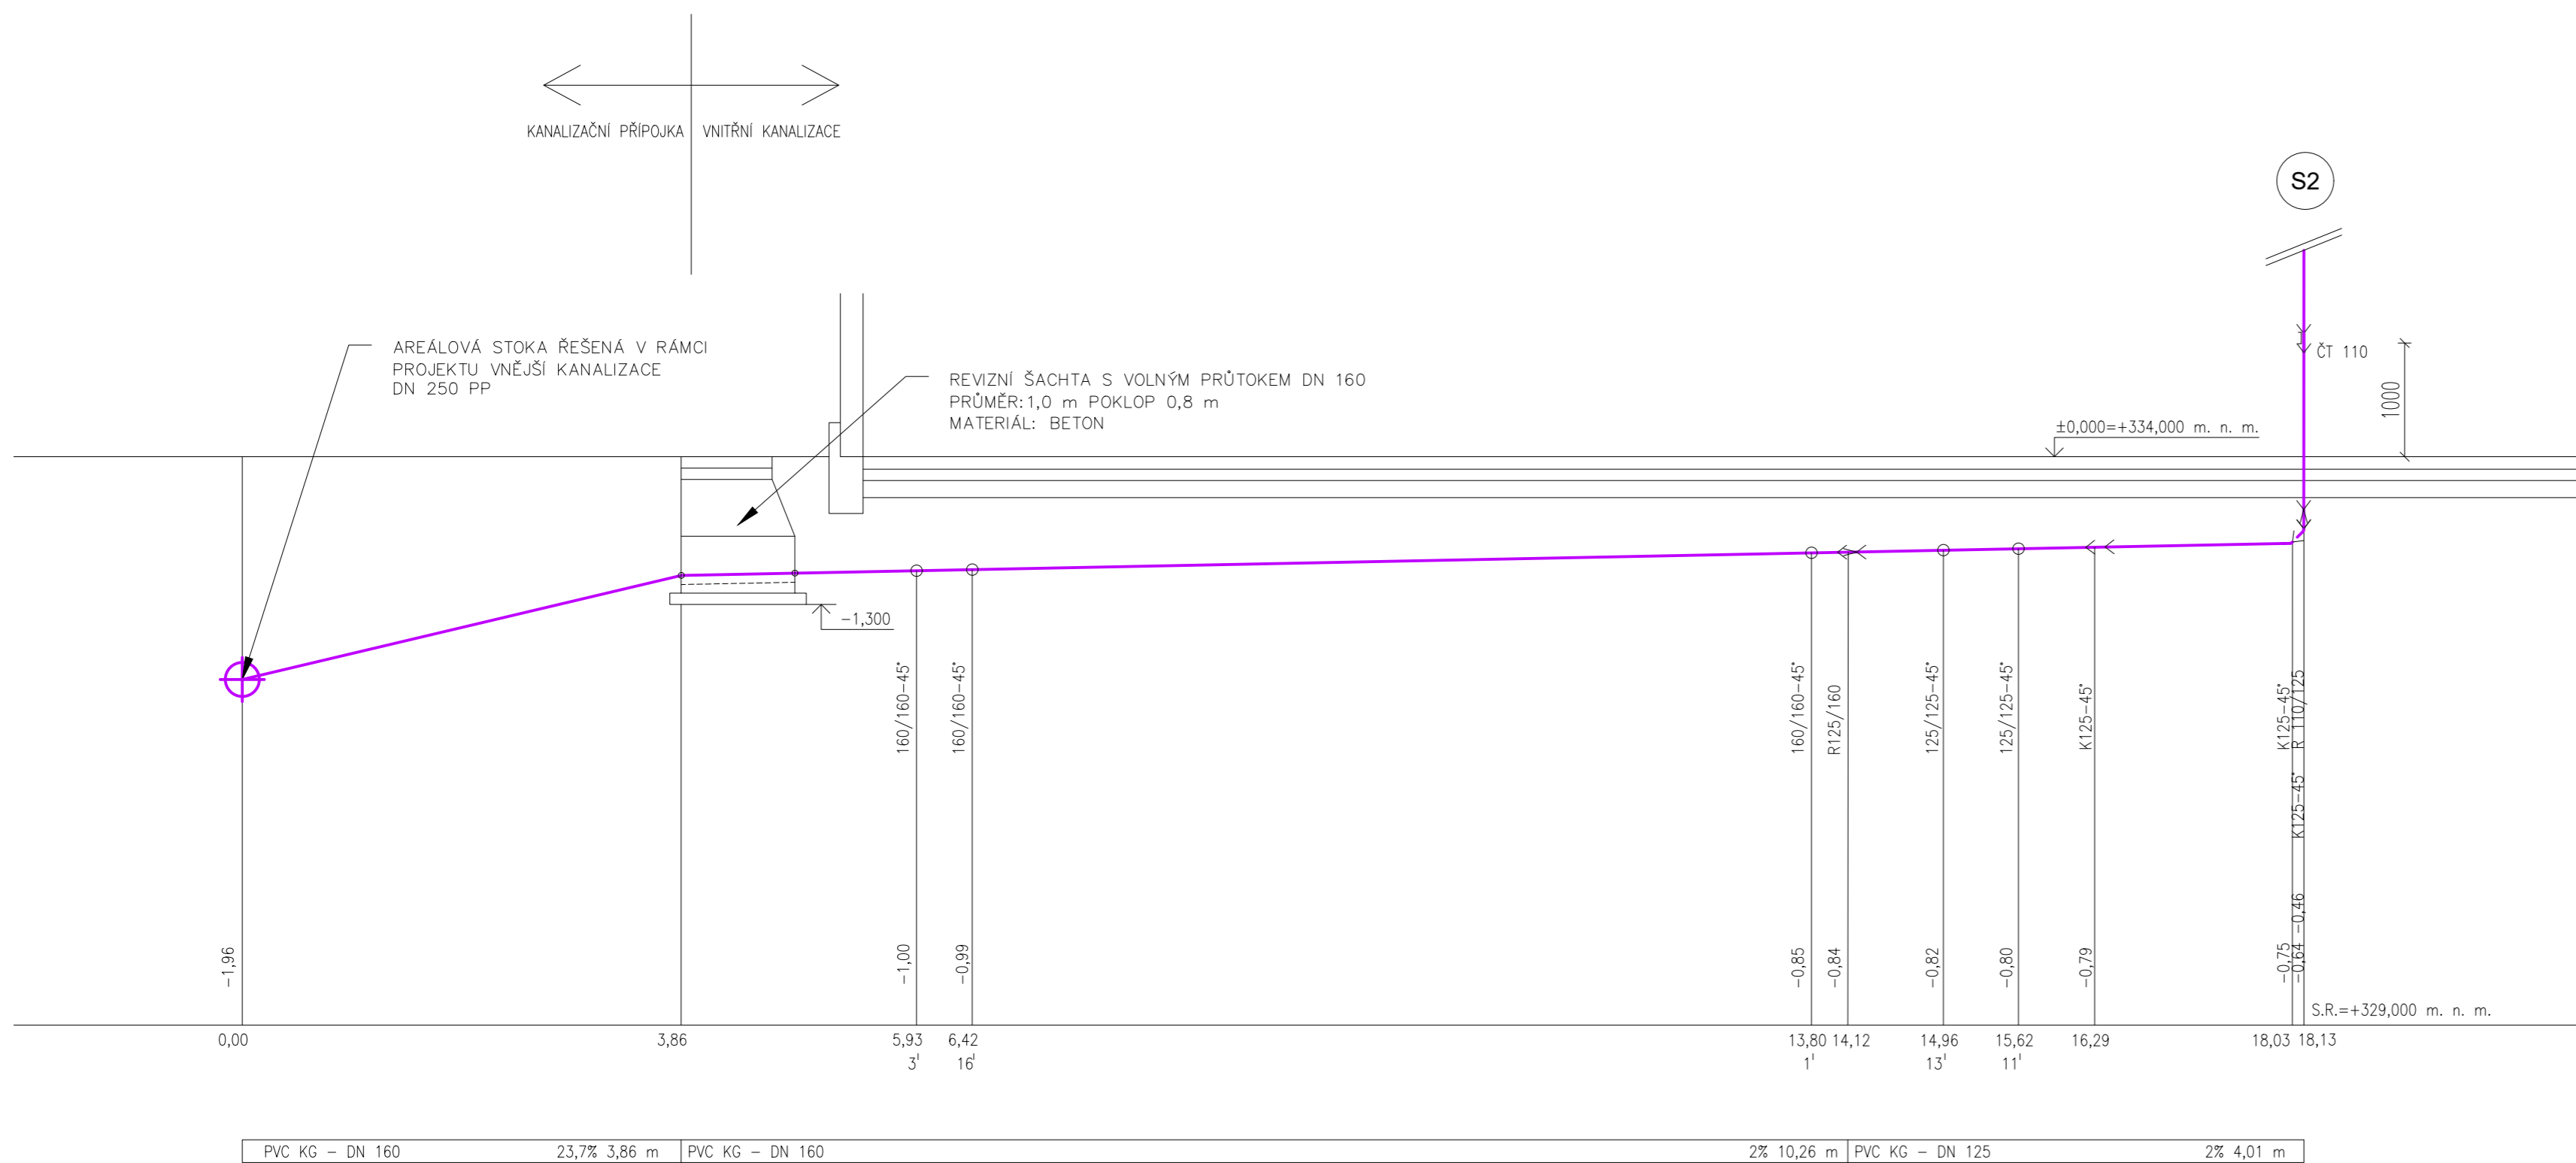 KANALIZAČNÍ PŘÍPOJKA
VNITŘNÍ KANALIZACE
S2
AREÁLOVÁ STOKA ŘEŠENÁ V RÁMCI
PROJEKTU VNĚJŠÍ KANALIZACE
DN 250 PP
REVIZNÍ ŠACHTA S VOLNÝM PRŮTOKEM DN 160
PRŮMĚR:1,0 m POKLOP 0,8 m
MATERIÁL: BETON
ČT 110
1000
±0,000=+334,000 m. n. m.
-1,300
160/160-45°
160/160-45°
160/160-45°
R125/160
125/125-45°
125/125-45°
K125-45°
K125-45°
R 110/125
K125-45°
-1,96
-1,00
-0,99
-0,85
-0,84
-0,82
-0,80
-0,79
-0,75
-0,64 -0,46
S.R.=+329,000 m. n. m.
0,00 3,86 5,93 6,42 13,80 14,12 14,96 15,62 16,29 18,03 18,13
3' 16' 1' 13' 11'
PVC KG - DN 160 23,7% 3,86 m PVC KG - DN 160 2% 10,26 m PVC KG - DN 125 2% 4,01 m